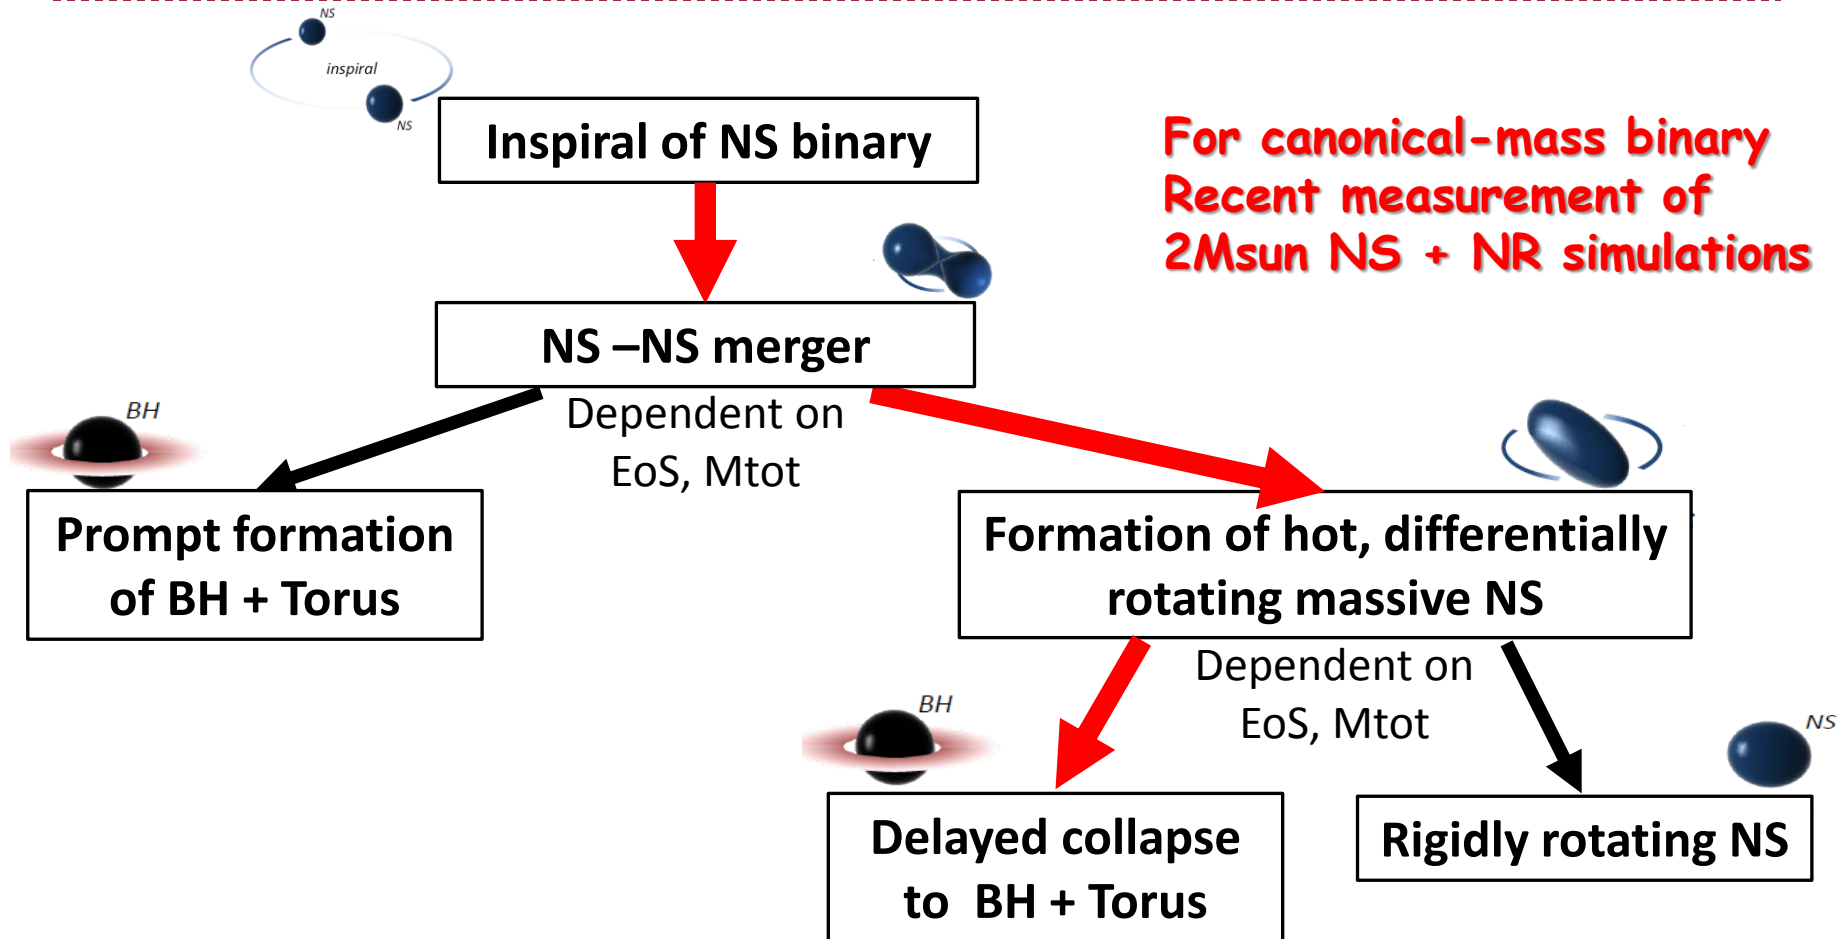 NS
inspiral
NS
Inspiral of NS binary
For canonical-mass binary
Recent measurement of
2Msun NS + NR simulations
NS –NS merger
Dependent on
EoS, Mtot
BH
Prompt formation
of BH + Torus
Formation of hot, differentially
rotating massive NS
Dependent on
EoS, Mtot
BH
NS
Delayed collapse
to BH + Torus
Rigidly rotating NS